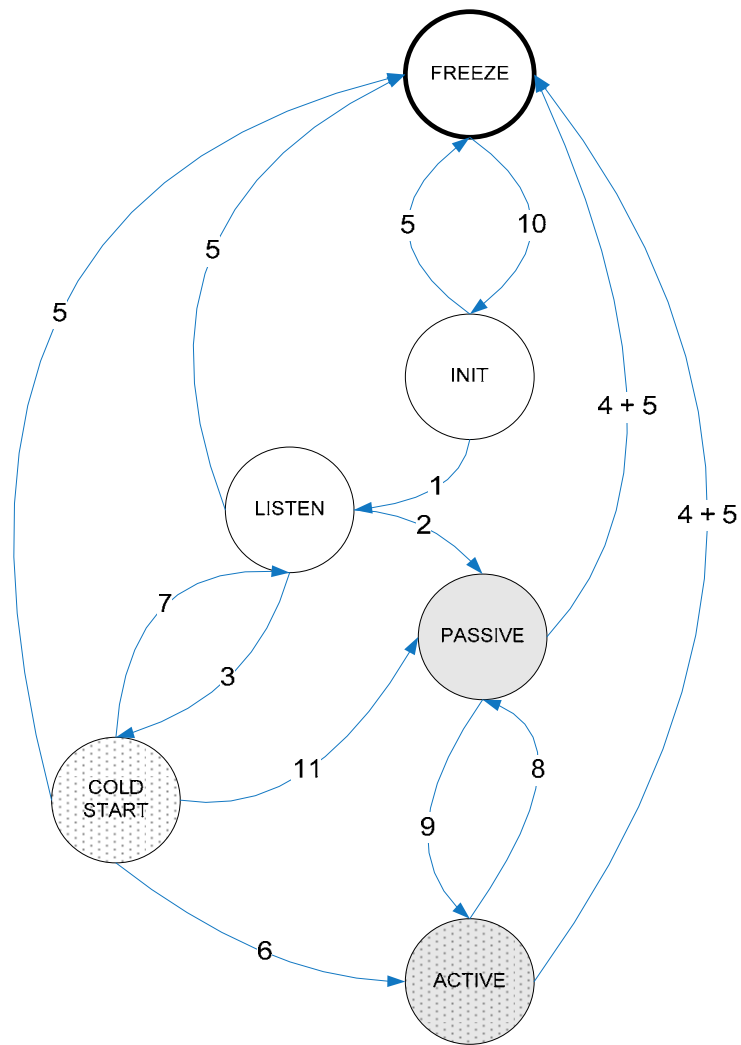 FREEZE
5
10
5
5
INIT
4 + 5
1
LISTEN
4 + 5
2
7
PASSIVE
3
11
8
COLD
START
9
6
ACTIVE